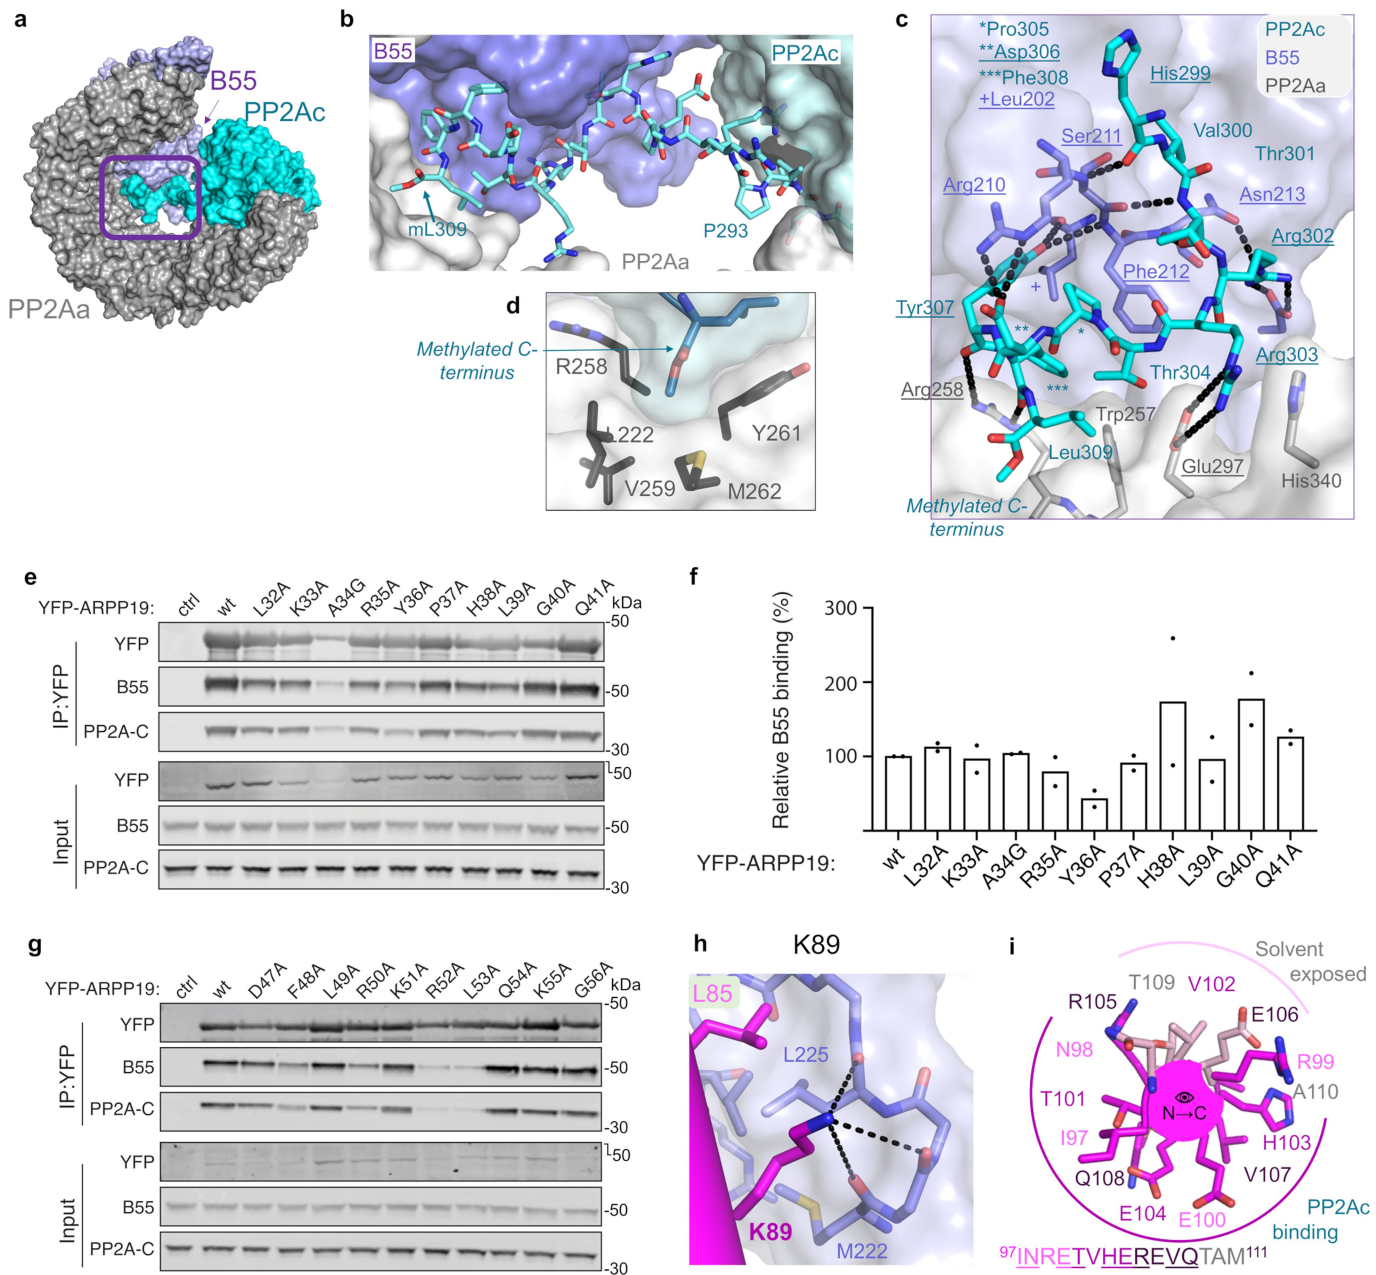 a
B55
PP2Ac
PP2Aa
b
B55
PP2Ac
mL309
P293
PP2Aa
c
*Pro305
**Asp306
***Phe308
+Leu202
PP2Ac
B55
PP2Aa
His299
Ser211
Val300
Thr301
Arg210
Asn213
Arg302
Phe212
+
Tyr307
**
*
Arg303
Thr304
***
Arg258
Trp257
Leu309
Glu297
His340
Methylated C-
terminus
d
Methylated C-
terminus
R258
L222
Y261
V259
M262
e
YFP-ARPP19: ctrl wt L32A K33A A34G R35A Y36A P37A H38A L39A G40A Q41A kDa
IP:YFP
YFP
-50
B55
-50
PP2A-C
-30
Input
YFP
-50
B55
-50
PP2A-C
-30
f
Relative B55 binding (%)
300
200
100
YFP-ARPP19: wt L32A K33A A34G R35A Y36A P37A H38A L39A G40A Q41A
g
YFP-ARPP19: ctrl wt D47A F48A L49A R50A K51A R52A L53A Q54A K55A G56A kDa
IP:YFP
-50
YFP
B55
-50
PP2A-C
-30
Input
YFP
-50
B55
-50
PP2A-C
-30
h
K89
L85
L225
K89
M222
i
Solvent
exposed
T109 V102
R105
E106
N98
R99
A110
T101
N→C
H103
I97
V107
Q108
E104
E100
PP2Ac
binding
97INRETVHEREVQTAM111